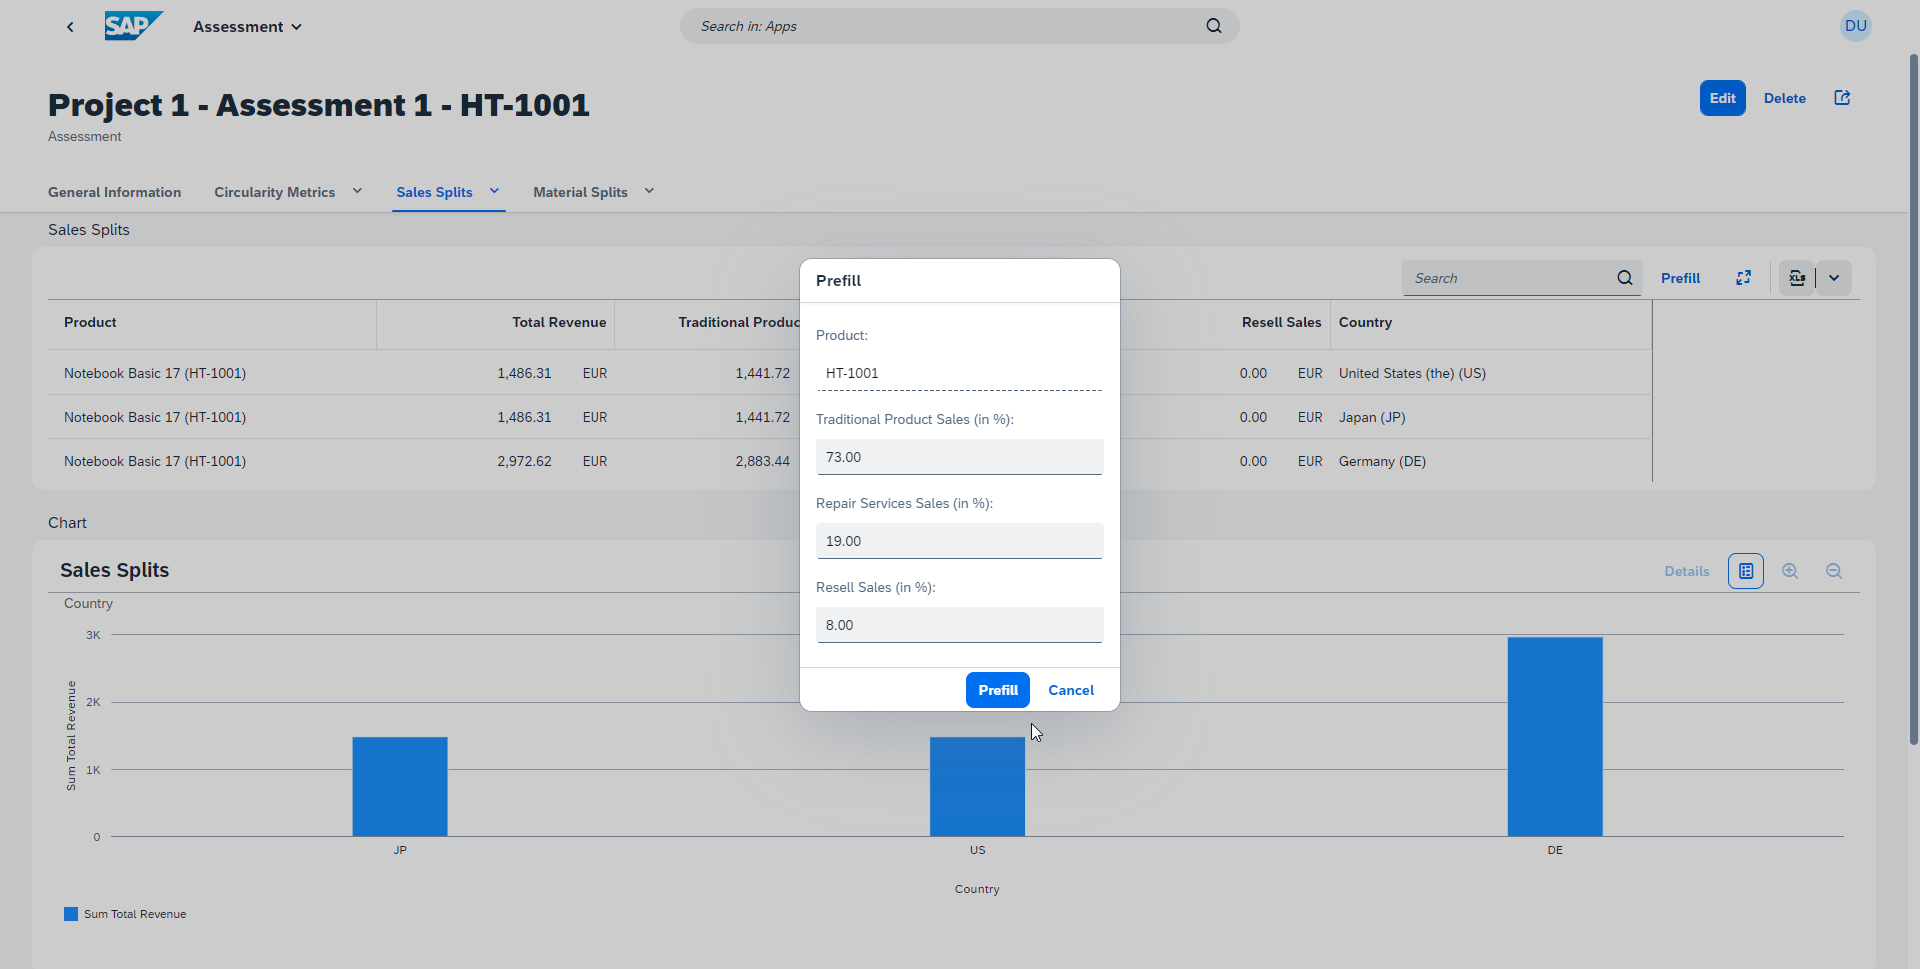 SAP
Assessment
Search in: Apps
DU
Project 1 - Assessment 1 - HT-1001
Assessment
Edit
Delete
General Information
Circularity Metrics
Sales Splits
Material Splits
Sales Splits
Search
Prefill
XLS
Product
Total Revenue
Traditional Produc
Resell Sales
Country
Notebook Basic 17 (HT-1001) 1,486.31 EUR 1,441.72 0.00 EUR United States (the) (US)
Notebook Basic 17 (HT-1001) 1,486.31 EUR 1,441.72 0.00 EUR Japan (JP)
Notebook Basic 17 (HT-1001) 2,972.62 EUR 2,883.44 0.00 EUR Germany (DE)
Prefill
Product:
HT-1001
Traditional Product Sales (in %):
73.00
Repair Services Sales (in %):
19.00
Resell Sales (in %):
8.00
Prefill
Cancel
Chart
Sales Splits
Details
Country
3K
2K
1K
0
Sum Total Revenue
JP
US
DE
Country
Sum Total Revenue